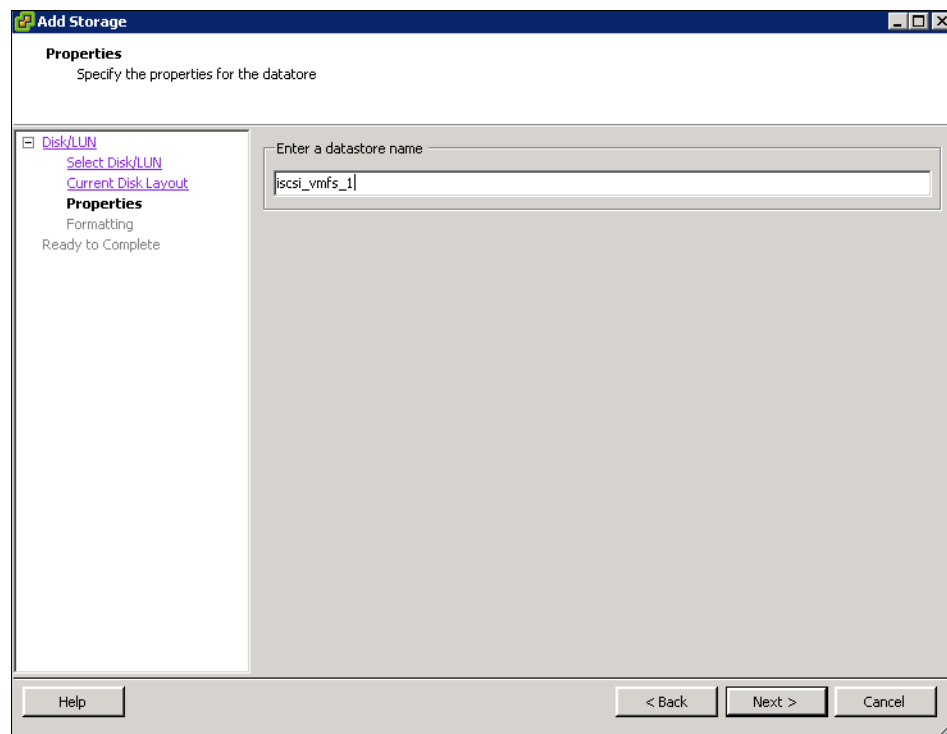 Add Storage
Properties
Specify the properties for the datatore
Disk/LUN
Select Disk/LUN
Current Disk Layout
Properties
Formatting
Ready to Complete
Enter a datastore name
iscsi_vmfs_1
Help
< Back
Next >
Cancel